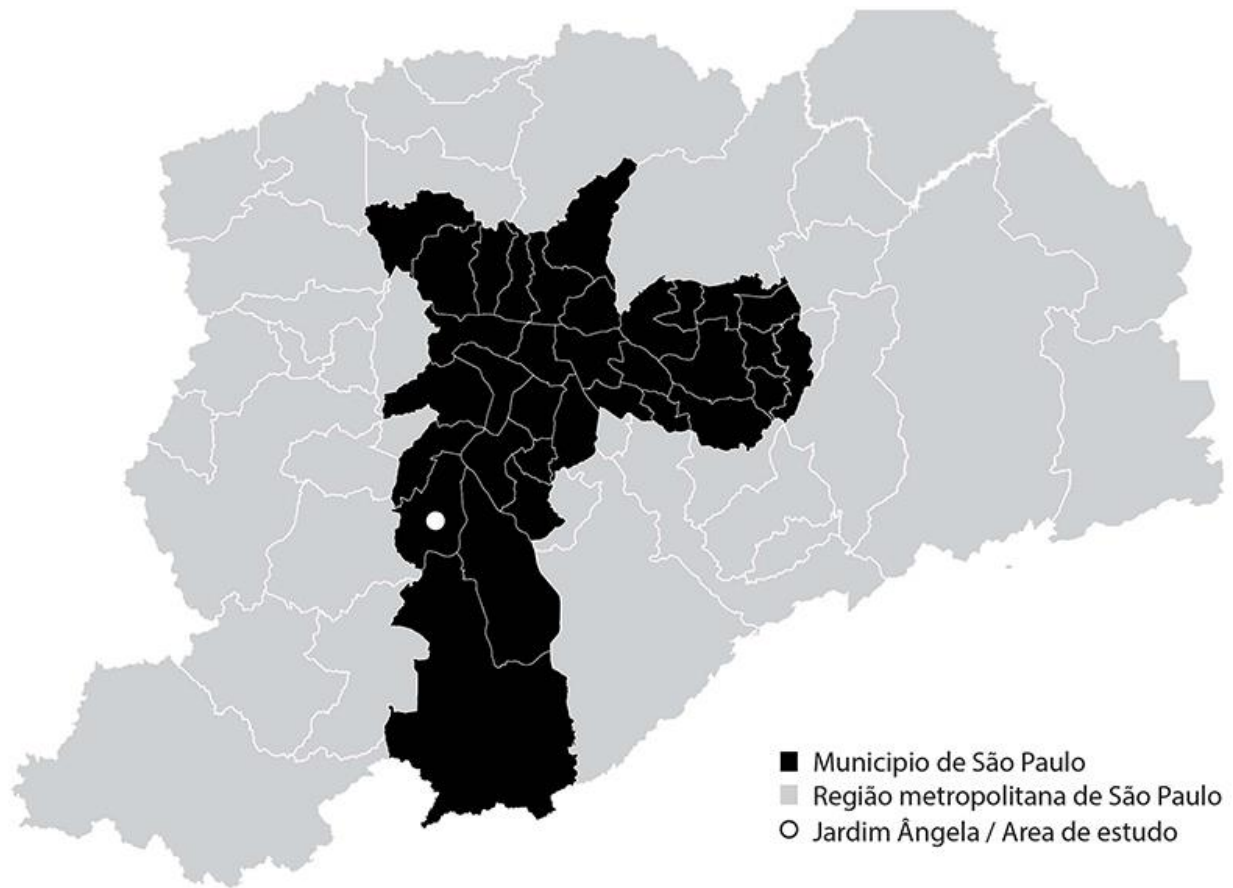 Municipio de São Paulo
Região metropolitana de São Paulo
Jardim Ângela / Area de estudo